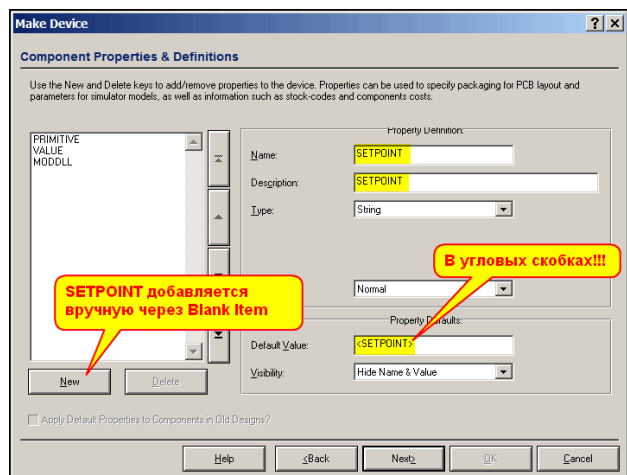 Make Device
Component Properties & Definitions
Use the New and Delete keys to add/remove properties to the device. Properties can be used to specify packaging for PCB layout and
parameters for simulator models, as well as information such as stock-codes and components costs.
PRIMITIVE
VALUE
MODDLL
Property Definition:
Name:
SETPOINT
Description:
SETPOINT
Type:
String
В угловых скобках!!!
Normal
SETPOINT добавляется
вручную через Blank Item
Property Defaults:
Default Value:
<SETPOINT>
Visibility:
Hide Name & Value
New
Delete
Apply Default Properties to Components in Old Designs?
Help
<Back
Next>
OK
Cancel